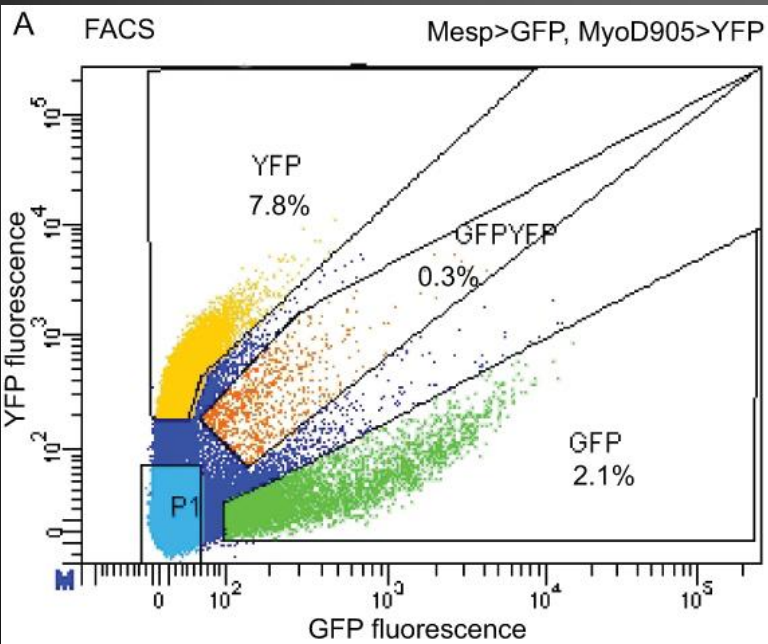 A
FACS
Mesp>GFP, MyoD905>YFP
YFP
7.8%
GFPYFP
0.3%
GFP
2.1%
P1
YFP fluorescence
10^5
10^4
10^3
10^2
0
M
0
10^2
10^3
10^4
10^5
GFP fluorescence